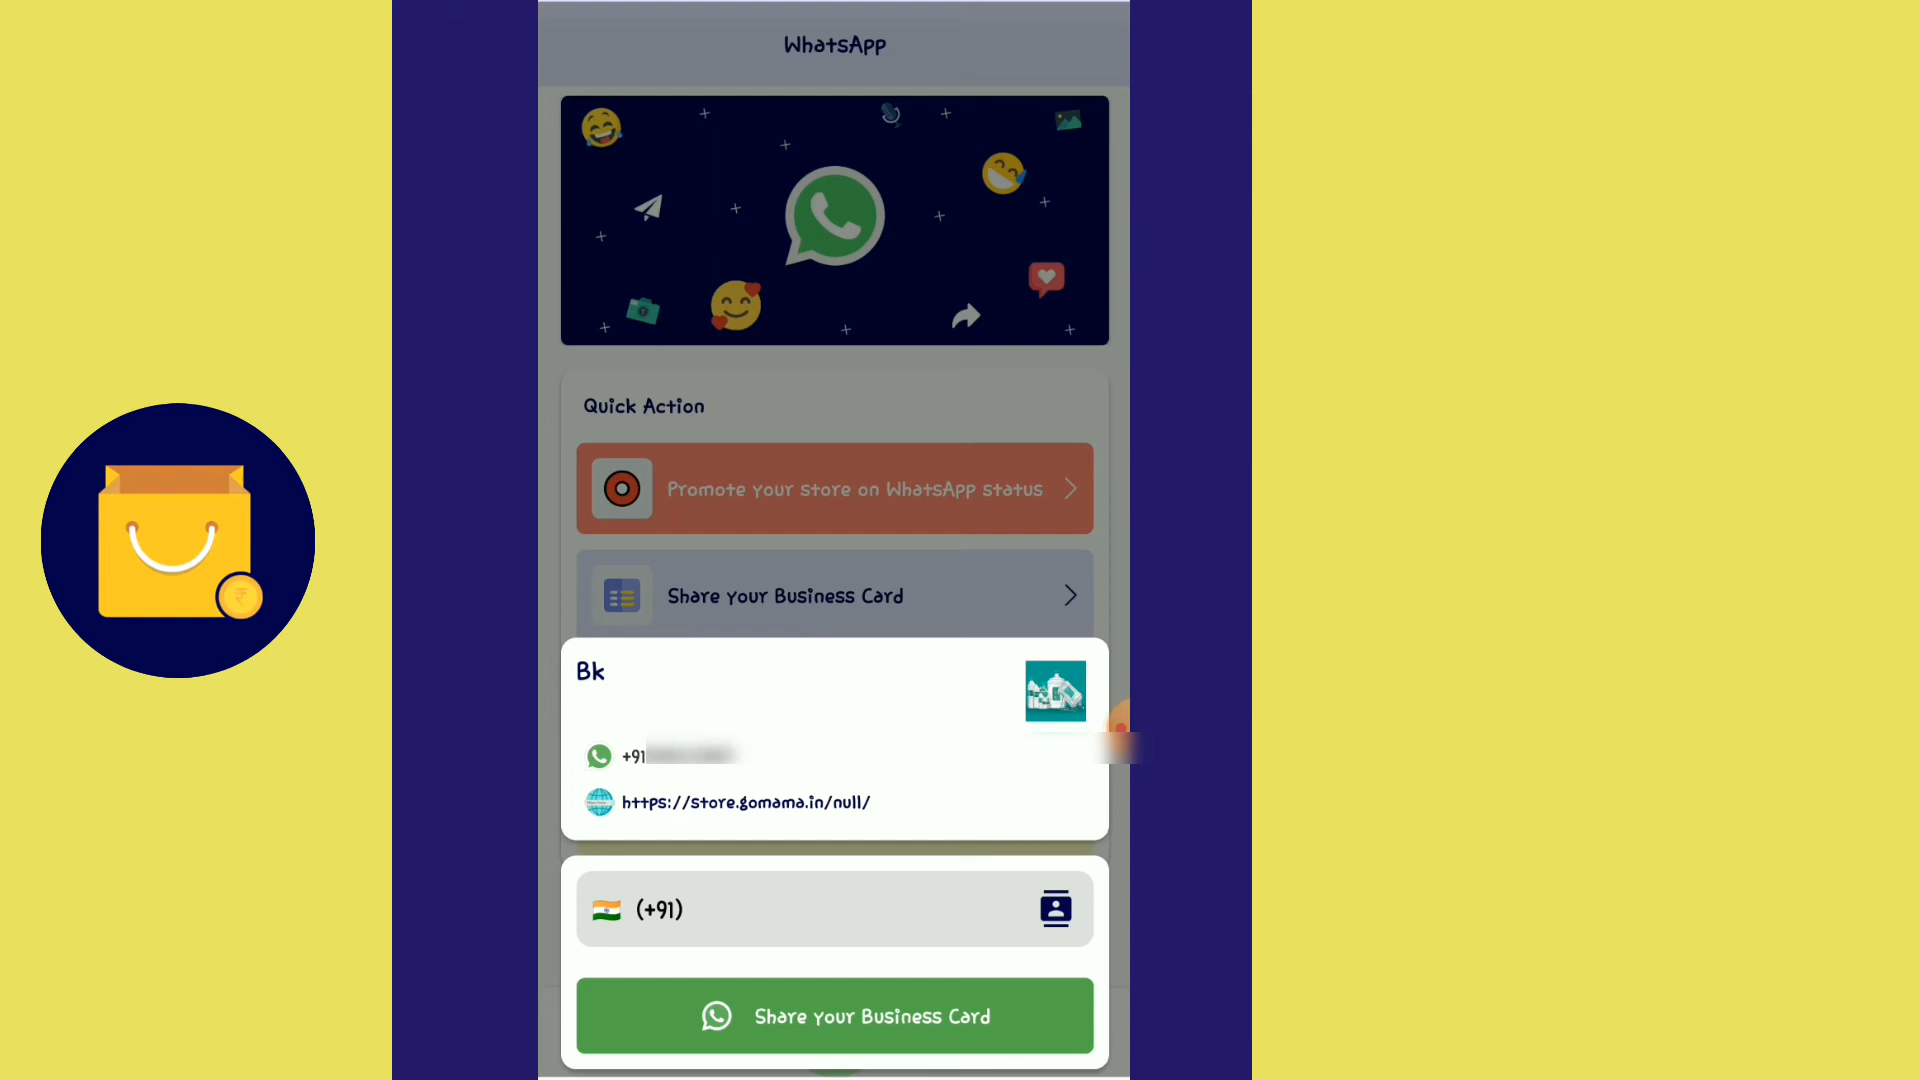 WhatsApp
Quick Action
Promote your store on WhatsApp status
Share your Business Card
Bk
+91
https://store.gomama.in/null/
(+91)
Share your Business Card